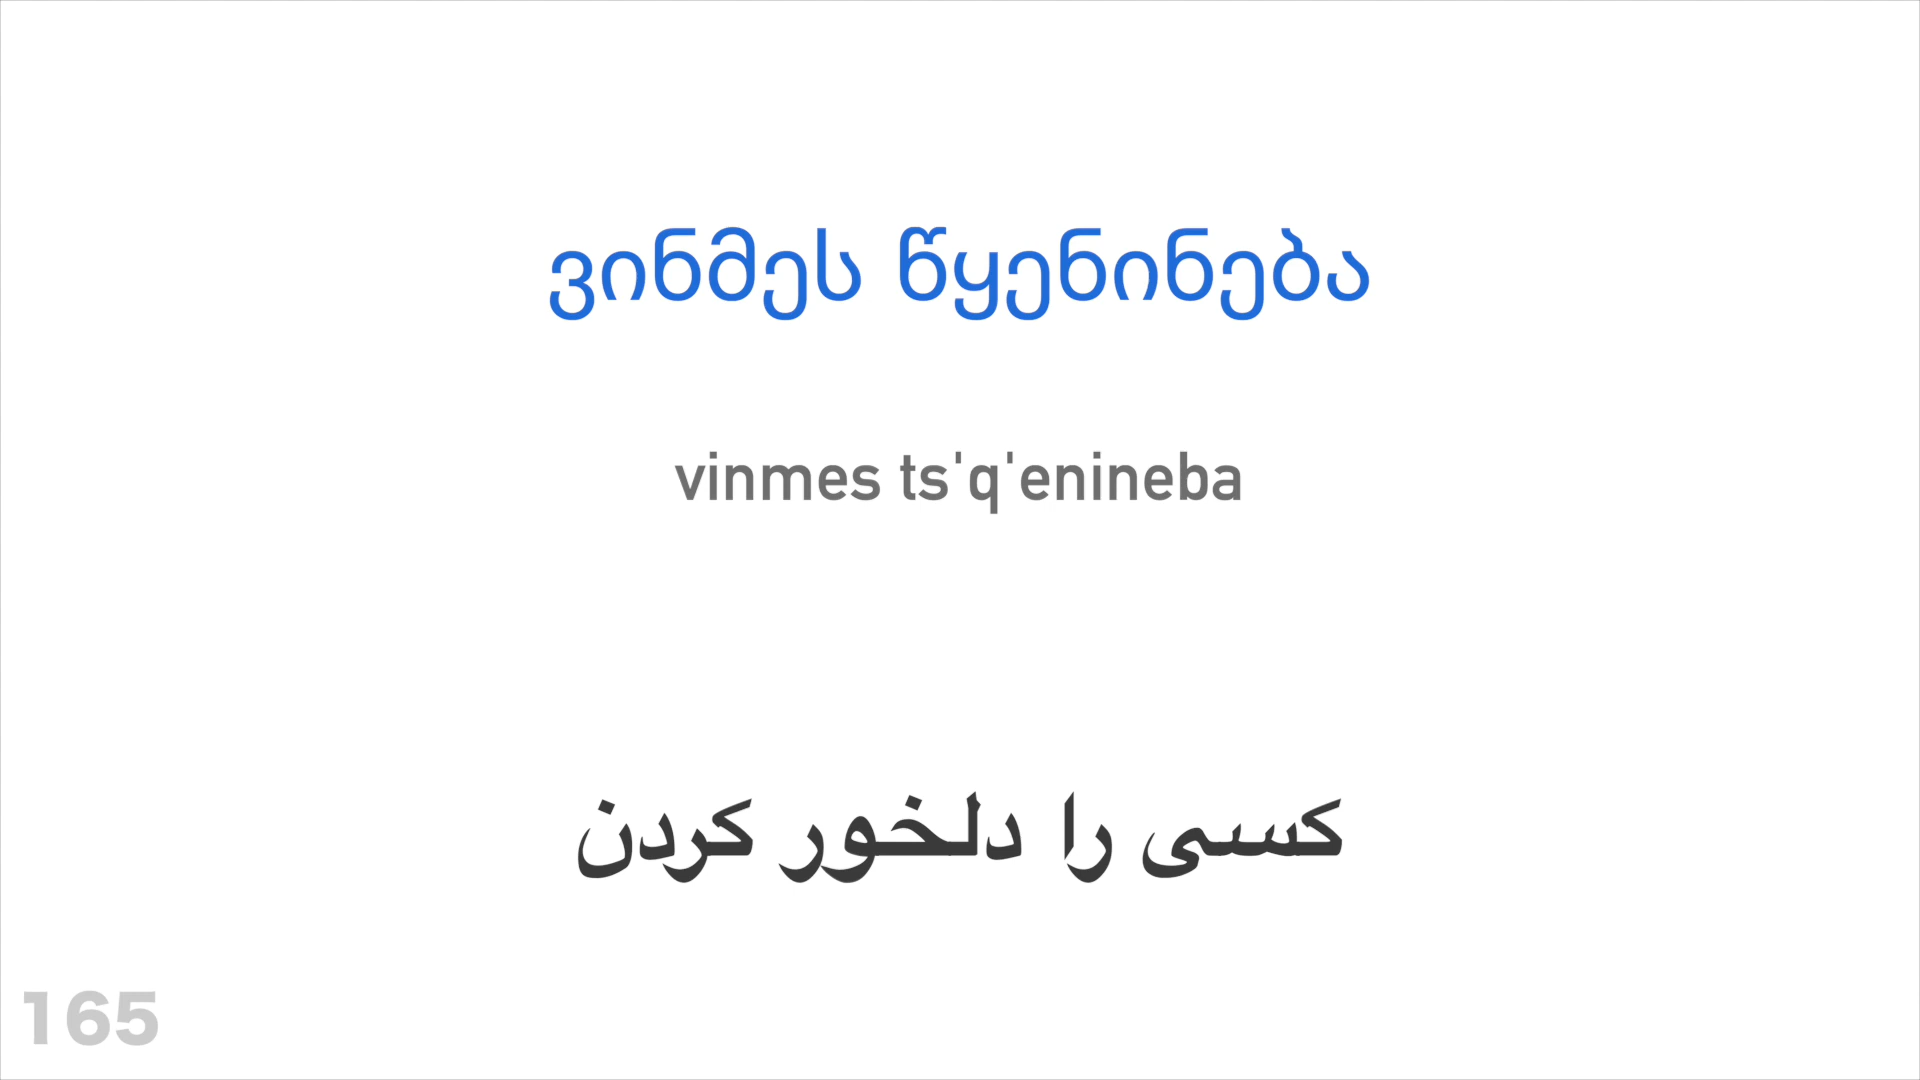 ვინმეს წყენინება
vinmes ts'q'enineba
کسی را دلخور کردن
165